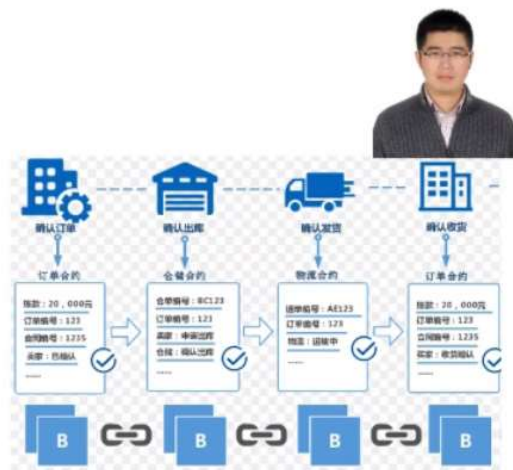 确认订单
确认出库
确认发货
确认收货
订单合约
仓储合约
物流合约
订单合约
账款：20，000元
订单编号：123
合同编号：1235
卖家：已确认
……
仓单编号：BC123
订单编号：123
卖家：申请出库
仓储：确认出库
……
运单编号：AE123
订单编号：123
物流：运输中
……
账款：20，000元
订单编号：123
合同编号：1235
买家：收货确认
……
B
B
B
B